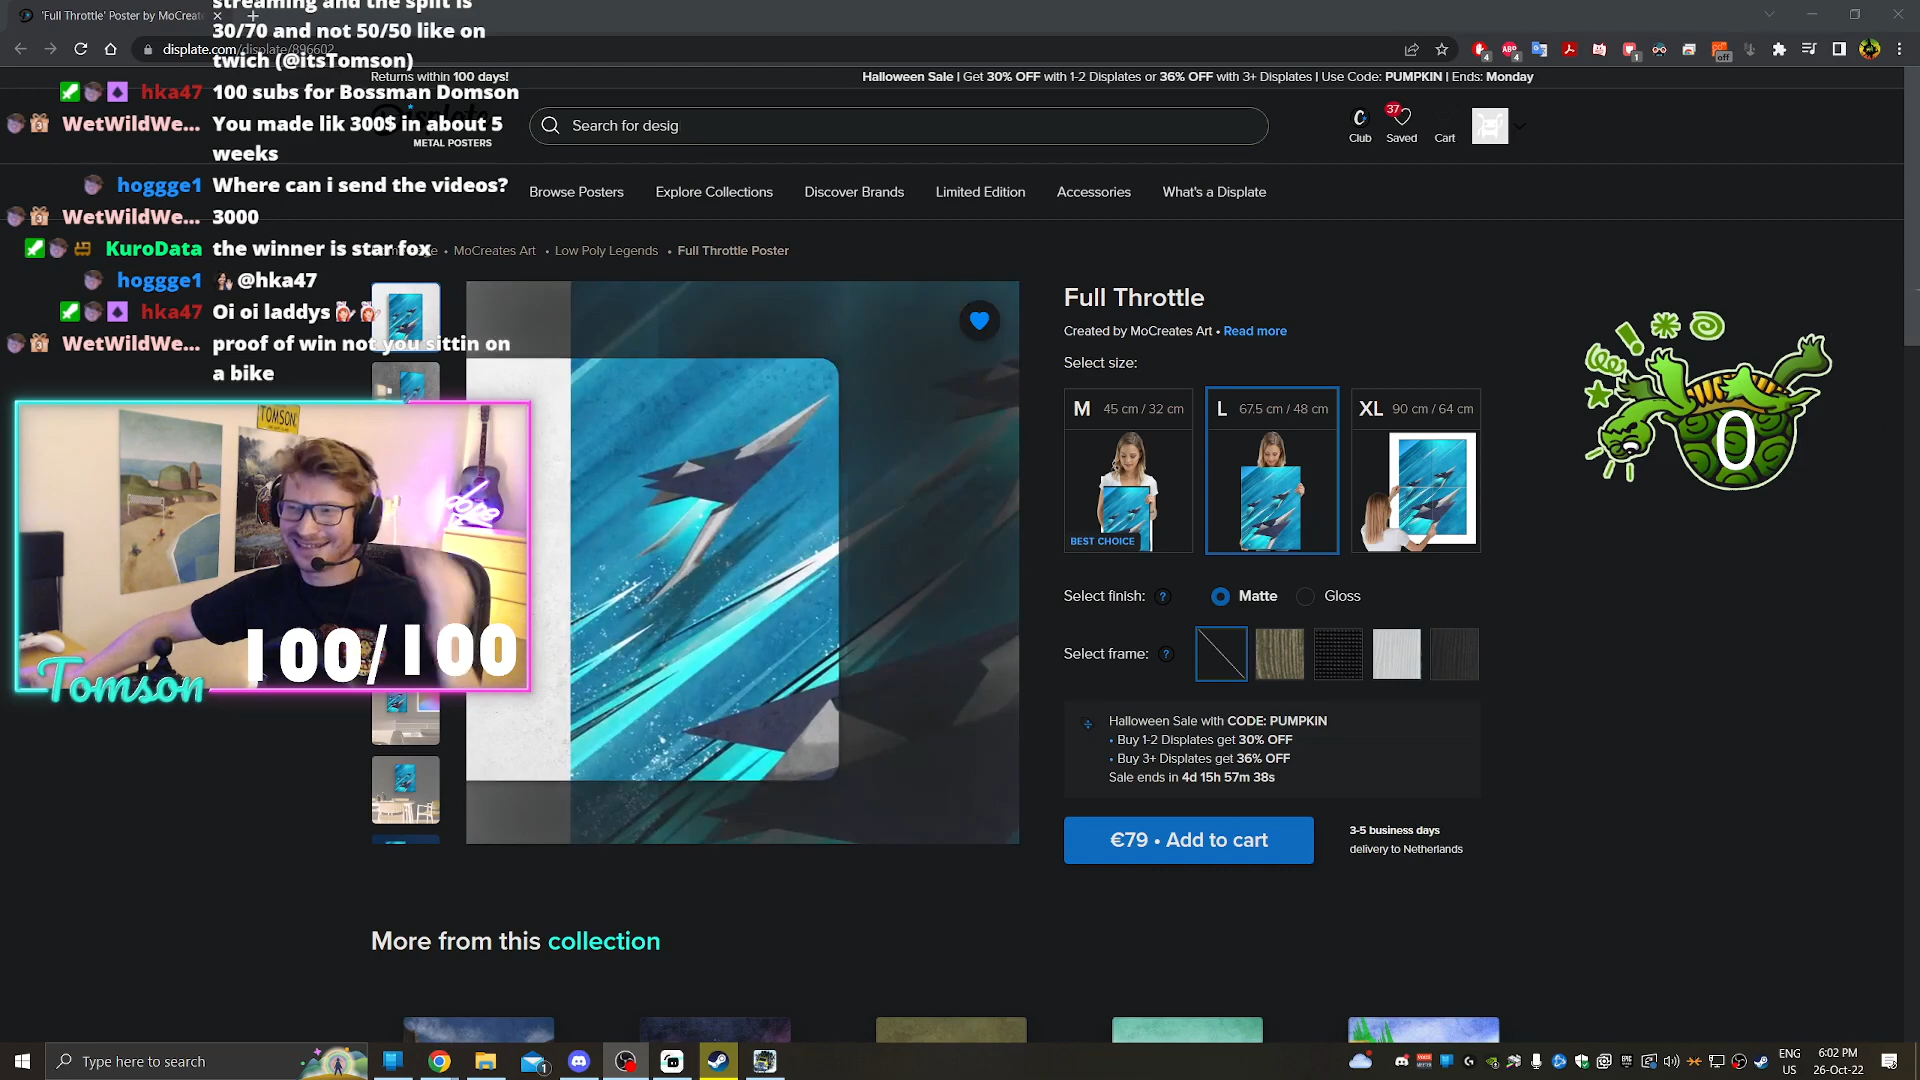 'Full Throttle' Poster by MoCreate
displate.com/displate/896602
streaming and the split is
30/70 and not 50/50 like on
twich (@itsTomson)
hka47 100 subs for Bossman Domson
WetWildWe... You made lik 300$ in about 5
weeks
hoggge1 Where can i send the videos?
WetWildWe... 3000
KuroData the winner is star fox
hoggge1 @hka47
hka47 Oi oi laddys
WetWildWe... proof of win not you sittin on
a bike
Returns within 100 days!
Halloween Sale | Get 30% OFF with 1-2 Displates or 36% OFF with 3+ Displates | Use Code: PUMPKIN | Ends: Monday
METAL POSTERS
Search for desig
37
Club
Saved
Cart
Browse Posters
Explore Collections
Discover Brands
Limited Edition
Accessories
What's a Displate
• MoCreates Art • Low Poly Legends • Full Throttle Poster
Full Throttle
Created by MoCreates Art • Read more
Select size:
M 45 cm / 32 cm
BEST CHOICE
L 67.5 cm / 48 cm
XL 90 cm / 64 cm
Select finish: ? Matte Gloss
Select frame: ?
Halloween Sale with CODE: PUMPKIN
• Buy 1-2 Displates get 30% OFF
• Buy 3+ Displates get 36% OFF
Sale ends in 4d 15h 57m 38s
€79 • Add to cart
3-5 business days
delivery to Netherlands
TOMSON
dope
100/100
Tomson
0
More from this collection
Type here to search
ENG
US
6:02 PM
26-Oct-22